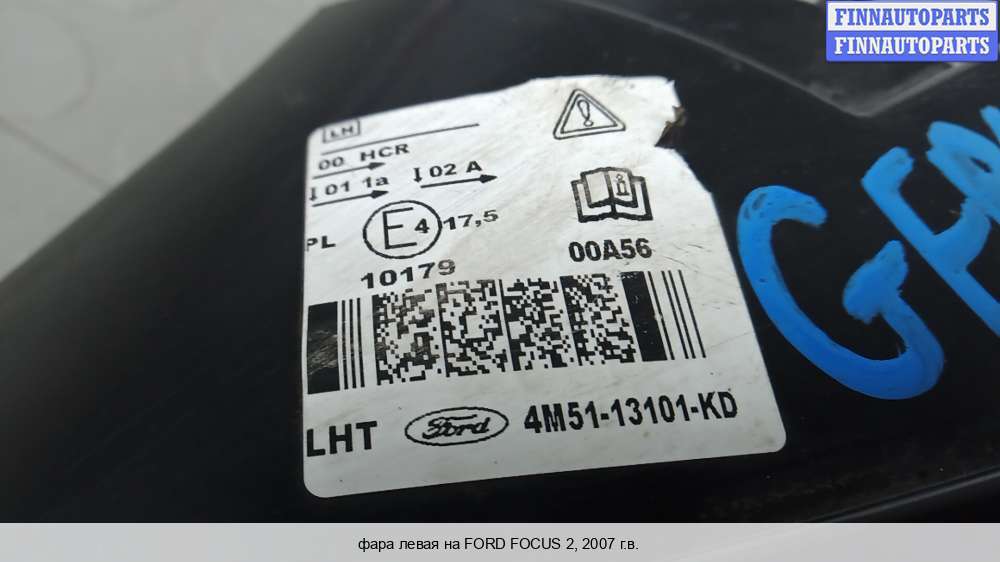 FINNAUTOPARTS
FINNAUTOPARTS
LH
00 HCR
01 1a 02 A
PL E4 17,5
10179 00A56
LHT Ford 4M51-13101-KD
фара левая на FORD FOCUS 2, 2007 г.в.